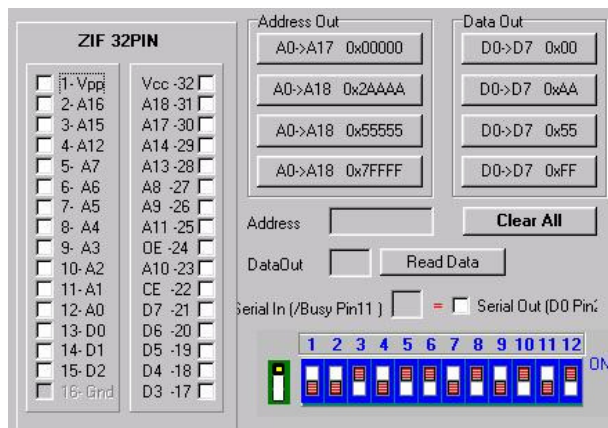 ZIF 32PIN
1- Vpp
2- A16
3- A15
4- A12
5- A7
6- A6
7- A5
8- A4
9- A3
10- A2
11- A1
12- A0
13- D0
14- D1
15- D2
16- Gnd
Vcc -32
A18 -31
A17 -30
A14 -29
A13 -28
A8 -27
A9 -26
A11 -25
OE -24
A10 -23
CE -22
D7 -21
D6 -20
D5 -19
D4 -18
D3 -17
Address Out
A0->A17 0x00000
A0->A18 0x2AAAA
A0->A18 0x55555
A0->A18 0x7FFFF
Data Out
D0->D7 0x00
D0->D7 0xAA
D0->D7 0x55
D0->D7 0xFF
Address
Clear All
DataOut
Read Data
Serial In (/Busy Pin11 ) = Serial Out (D0 Pin
1 2 3 4 5 6 7 8 9 10 11 12
ON